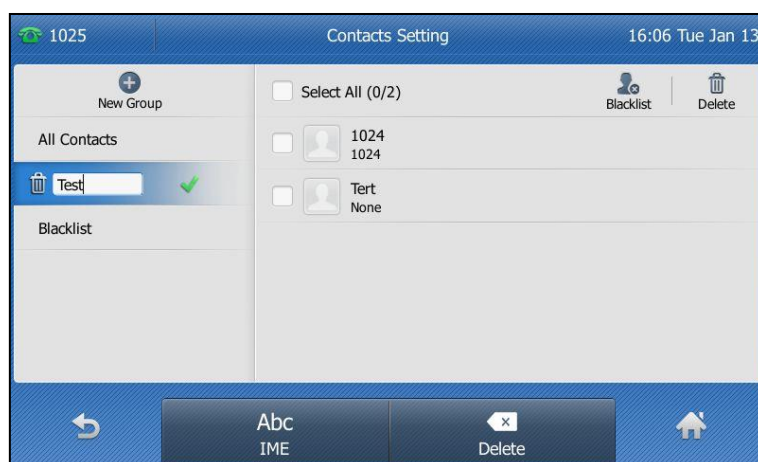 1025
Contacts Setting
16:06 Tue Jan 13
New Group
All Contacts
Test
Blacklist
Select All (0/2)
Blacklist
Delete
1024
1024
Tert
None
Abc
IME
Delete